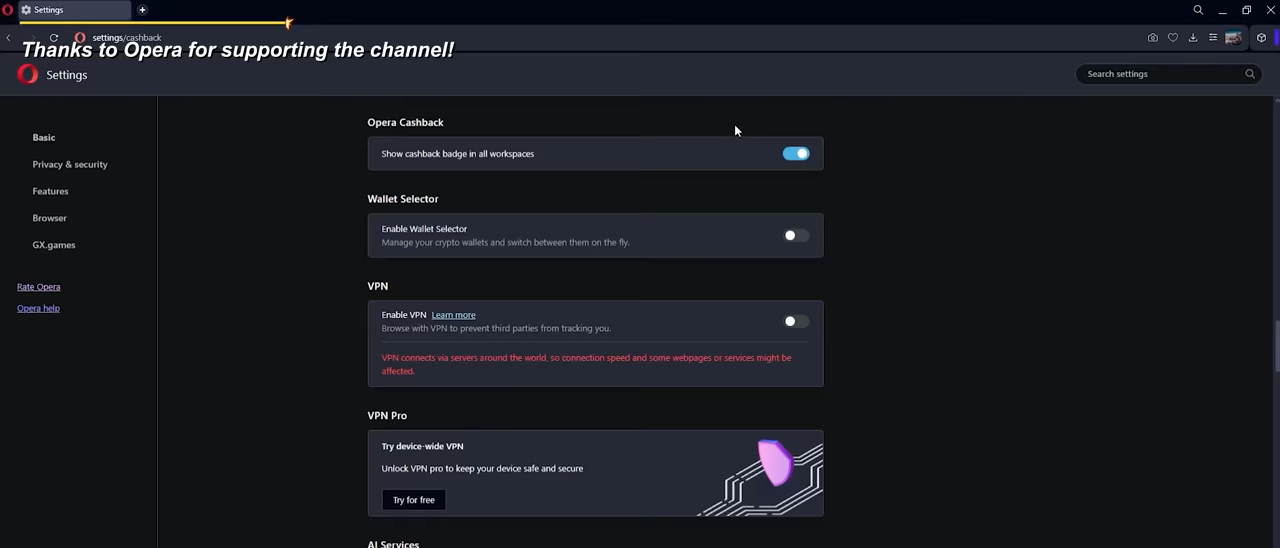 Settings
settings/cashback
Thanks to Opera for supporting the channel!
Settings
Search settings
Basic
Privacy & security
Features
Browser
GX.games
Rate Opera
Opera help
Opera Cashback
Show cashback badge in all workspaces
Wallet Selector
Enable Wallet Selector
Manage your crypto wallets and switch between them on the fly.
VPN
Enable VPN Learn more
Browse with VPN to prevent third parties from tracking you.
VPN connects via servers around the world, so connection speed and some webpages or services might be
affected.
VPN Pro
Try device-wide VPN
Unlock VPN pro to keep your device safe and secure
Try for free
AI Services